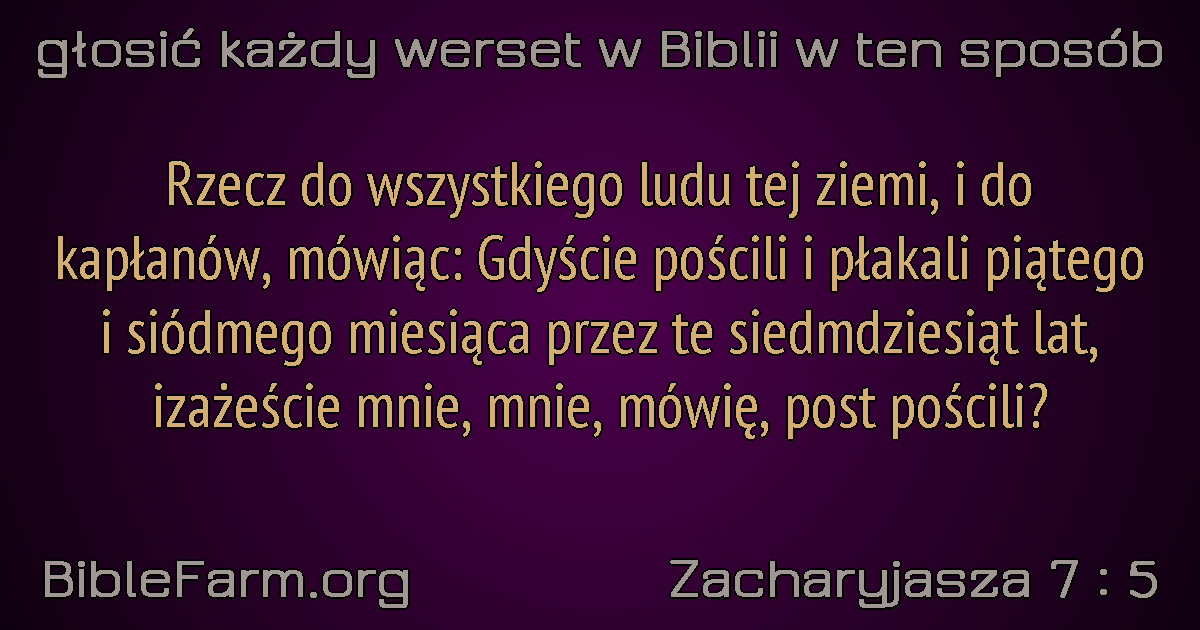 głosić każdy werset w Biblii w ten sposób
Rzecz do wszystkiego ludu tej ziemi, i do
kapłanów, mówiąc: Gdyście pościli i płakali piątego
i siódmego miesiąca przez te siedmdziesiąt lat,
izażeście mnie, mnie, mówię, post pościli?
BibleFarm.org
Zacharyjasza 7 : 5